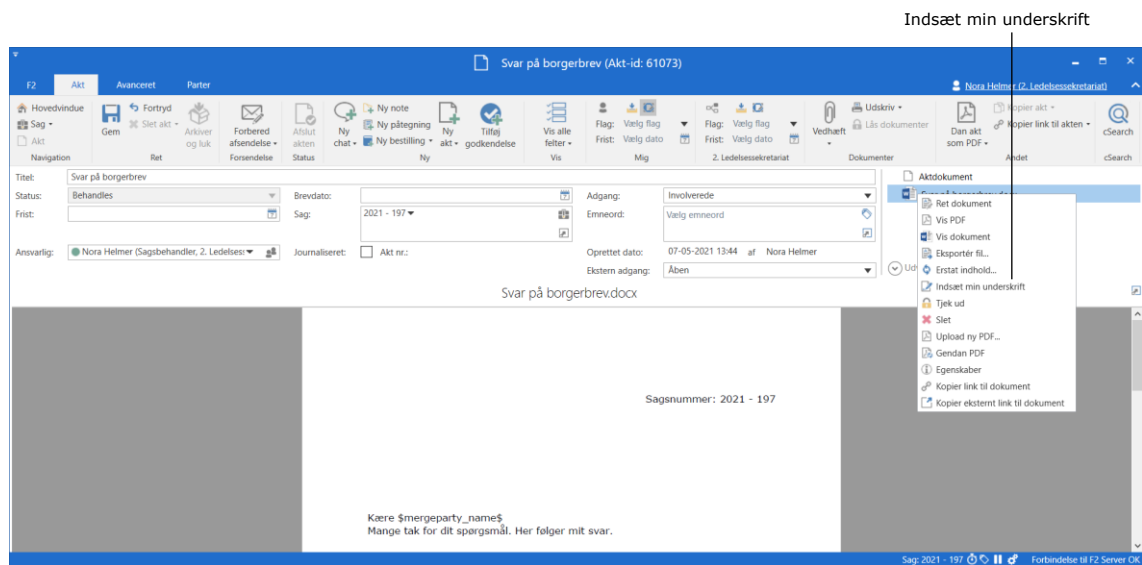 Indsæt min underskrift
Svar på borgerbrev (Akt-id: 61073)
F2 Akt Avanceret Parter Nora Helmer (2. Ledelsessekretariat)
Hovedvindue
Sag
Akt
Navigation
Gem
Fortryd
Slet akt
Arkiver og luk
Ret
Forbered afsendelse
Forsendelse
Afslut akten
Status
Ny chat
Ny note
Ny påtegning
Ny bestilling
Ny akt
Tilføj godkendelse
Ny
Vis alle felter
Vis
Flag: Vælg flag
Frist: Vælg dato
Mig
Flag: Vælg flag
Frist: Vælg dato
2. Ledelsessekretariat
Vedhæft
Udskriv
Lås dokumenter
Dokumenter
Dan akt som PDF
Kopier akt
Kopier link til akten
Andet
cSearch
cSearch
Titel: Svar på borgerbrev
Status: Behandles
Frist:
Ansvarlig: Nora Helmer (Sagsbehandler, 2. Ledelses:
Brevdato:
Sag: 2021 - 197
Journaliseret: Akt nr.:
Adgang: Involverede
Emneord: Vælg emneord
Oprettet dato: 07-05-2021 13:44 af Nora Helmer
Ekstern adgang: Åben
Aktdokument
Svar på borgerbrev.docx
Ret dokument
Vis PDF
Vis dokument
Eksportér fil...
Erstat indhold...
Indsæt min underskrift
Tjek ud
Slet
Upload ny PDF...
Gendan PDF
Egenskaber
Kopier link til dokument
Kopier eksternt link til dokument
Svar på borgerbrev.docx
Sagsnummer: 2021 - 197
Kære $mergeparty_name$
Mange tak for dit spørgsmål. Her følger mit svar.
Sag: 2021 - 197 Forbindelse til F2 Server OK